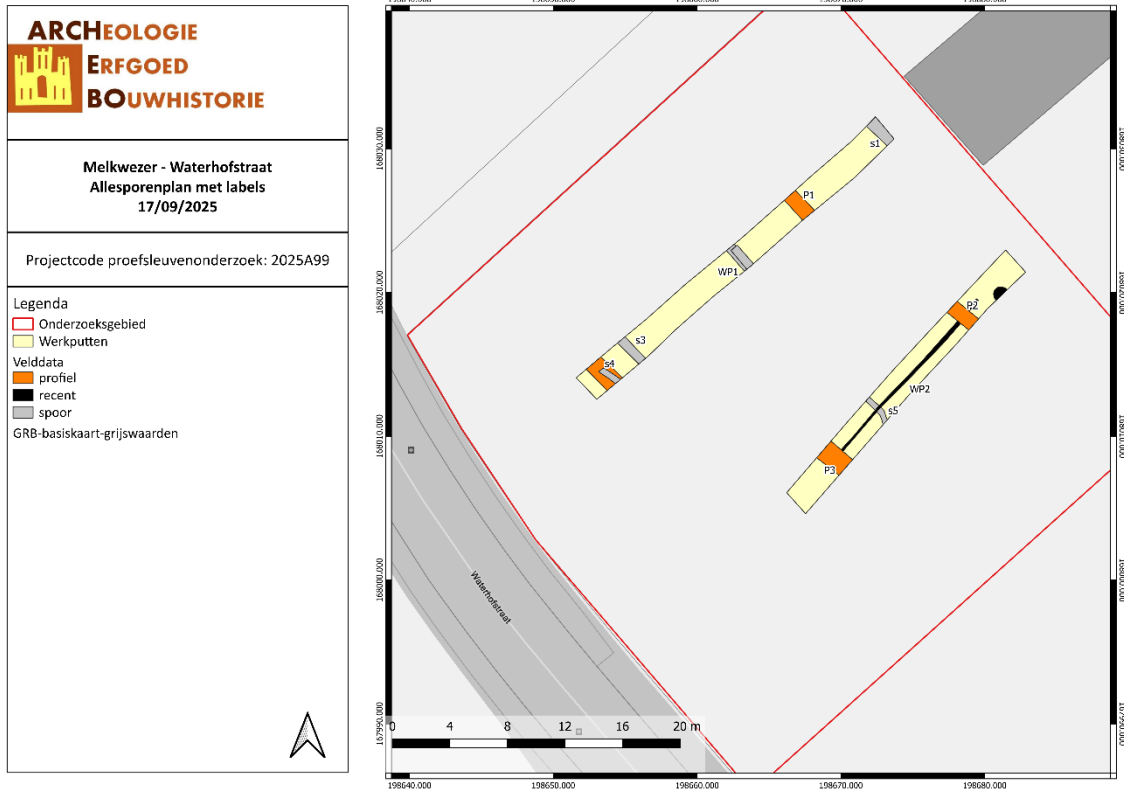 ARCHEOLOGIE
ERFGOED
BOUWHISTORIE
Melkwezer - Waterhofstraat
Allesporenplan met labels
17/09/2025
Projectcode proefsleuvenonderzoek: 2025A99
Legenda
Onderzoeksgebied
Werkputten
Velddata
profiel
recent
spoor
GRB-basiskaart-grijswaarden
168030.000
168020.000
168010.000
168000.000
167990.000
s1
P1
WP1
s3
s4
P2
WP2
s5
P3
Waterhofstraat
0 4 8 12 16 20 m
198640.000 198650.000 198660.000 198670.000 198680.000